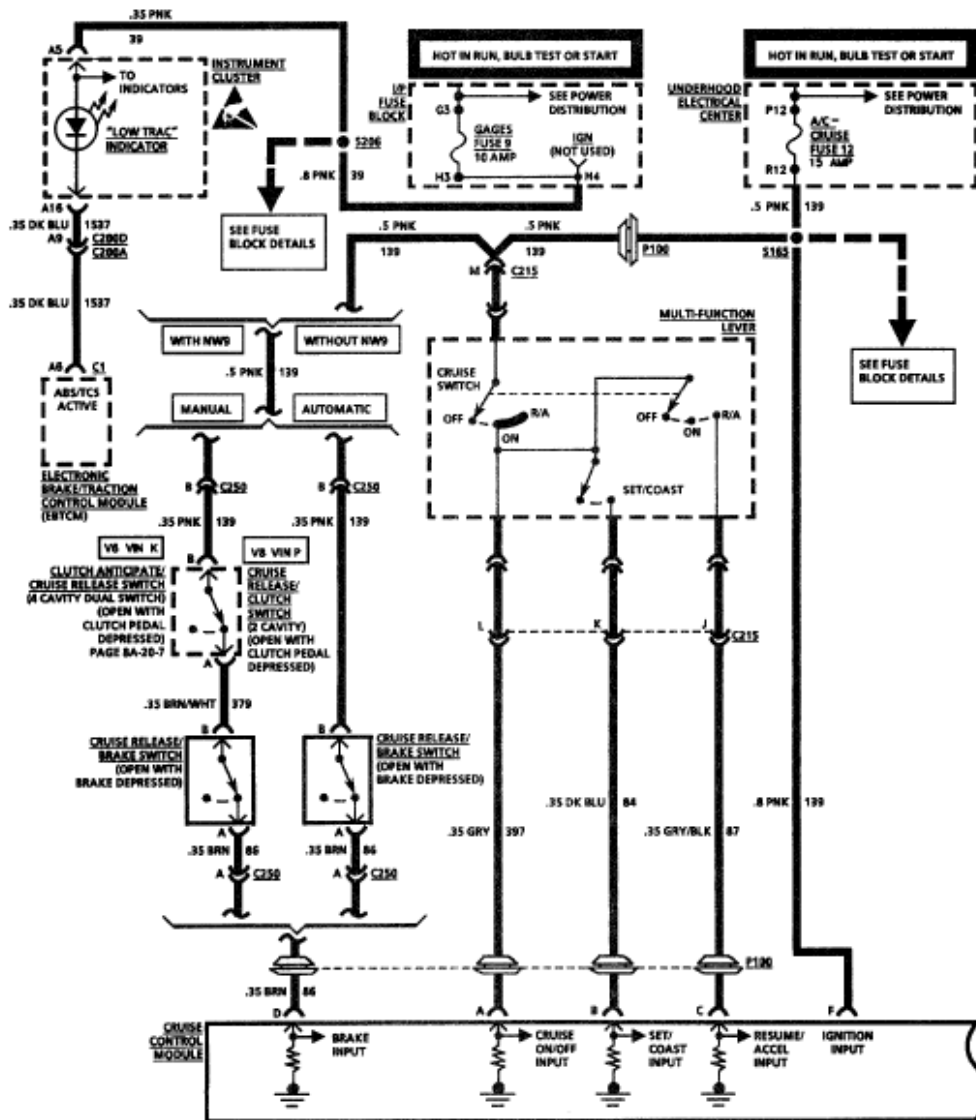 .35 PNK
39
A5
TO
INDICATORS
"LOW TRAC"
INDICATOR
INSTRUMENT
CLUSTER
A16
.35 DK BLU
1537
A9
C200D
C200A
.35 DK BLU
1537
A6
C1
ABS/TCS
ACTIVE
ELECTRONIC
BRAKE/TRACTION
CONTROL MODULE
(EBTCM)
S206
.8 PNK
39
SEE FUSE
BLOCK DETAILS
HOT IN RUN, BULB TEST OR START
I/P
FUSE
BLOCK
G3
SEE POWER
DISTRIBUTION
GAGES
FUSE 9
10 AMP
IGN
(NOT USED)
H3
H4
HOT IN RUN, BULB TEST OR START
UNDERHOOD
ELECTRICAL
CENTER
P12
SEE POWER
DISTRIBUTION
A/C-
CRUISE
FUSE 12
15 AMP
R12
.5 PNK
139
S165
SEE FUSE
BLOCK DETAILS
.5 PNK
139
.5 PNK
139
P100
M
C215
WITH NW9
WITHOUT NW9
.5 PNK
139
MANUAL
AUTOMATIC
MULTI-FUNCTION
LEVER
CRUISE
SWITCH
OFF
R/A
ON
OFF
R/A
ON
SET/COAST
B
C250
B
C250
.35 PNK
139
.35 PNK
139
V6 VIN K
V8 VIN P
B
CLUTCH ANTICIPATE/
CRUISE RELEASE SWITCH
(4 CAVITY DUAL SWITCH)
(OPEN WITH
CLUTCH PEDAL
DEPRESSED)
PAGE 8A-20-7
CRUISE
RELEASE/
CLUTCH
SWITCH
(2 CAVITY)
(OPEN WITH
CLUTCH PEDAL
DEPRESSED)
A
.35 BRN/WHT
379
B
CRUISE RELEASE/
BRAKE SWITCH
(OPEN WITH
BRAKE DEPRESSED)
B
CRUISE RELEASE/
BRAKE SWITCH
(OPEN WITH
BRAKE DEPRESSED)
A
.35 BRN
86
A
C250
A
.35 BRN
86
A
C250
L
K
J
C215
.35 GRY
397
.35 DK BLU
84
.35 GRY/BLK
87
.8 PNK
139
P100
.35 BRN
86
D
A
B
C
F
CRUISE
CONTROL
MODULE
BRAKE
INPUT
CRUISE
ON/OFF
INPUT
SET/
COAST
INPUT
RESUME/
ACCEL
INPUT
IGNITION
INPUT